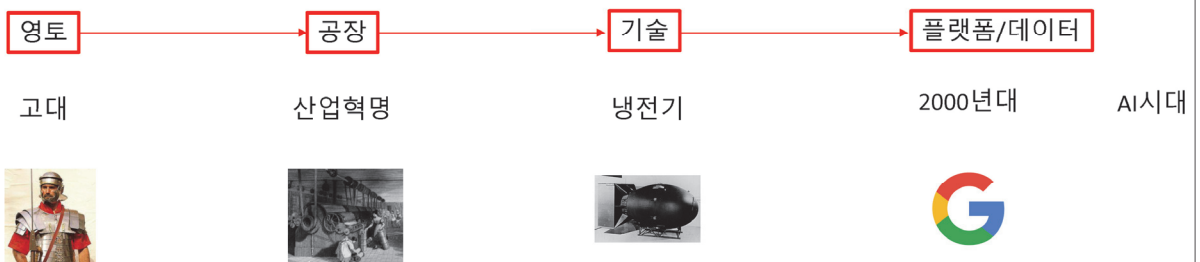 영토
공장
기술
플랫폼/데이터
고대
산업혁명
냉전기
2000년대
AI시대